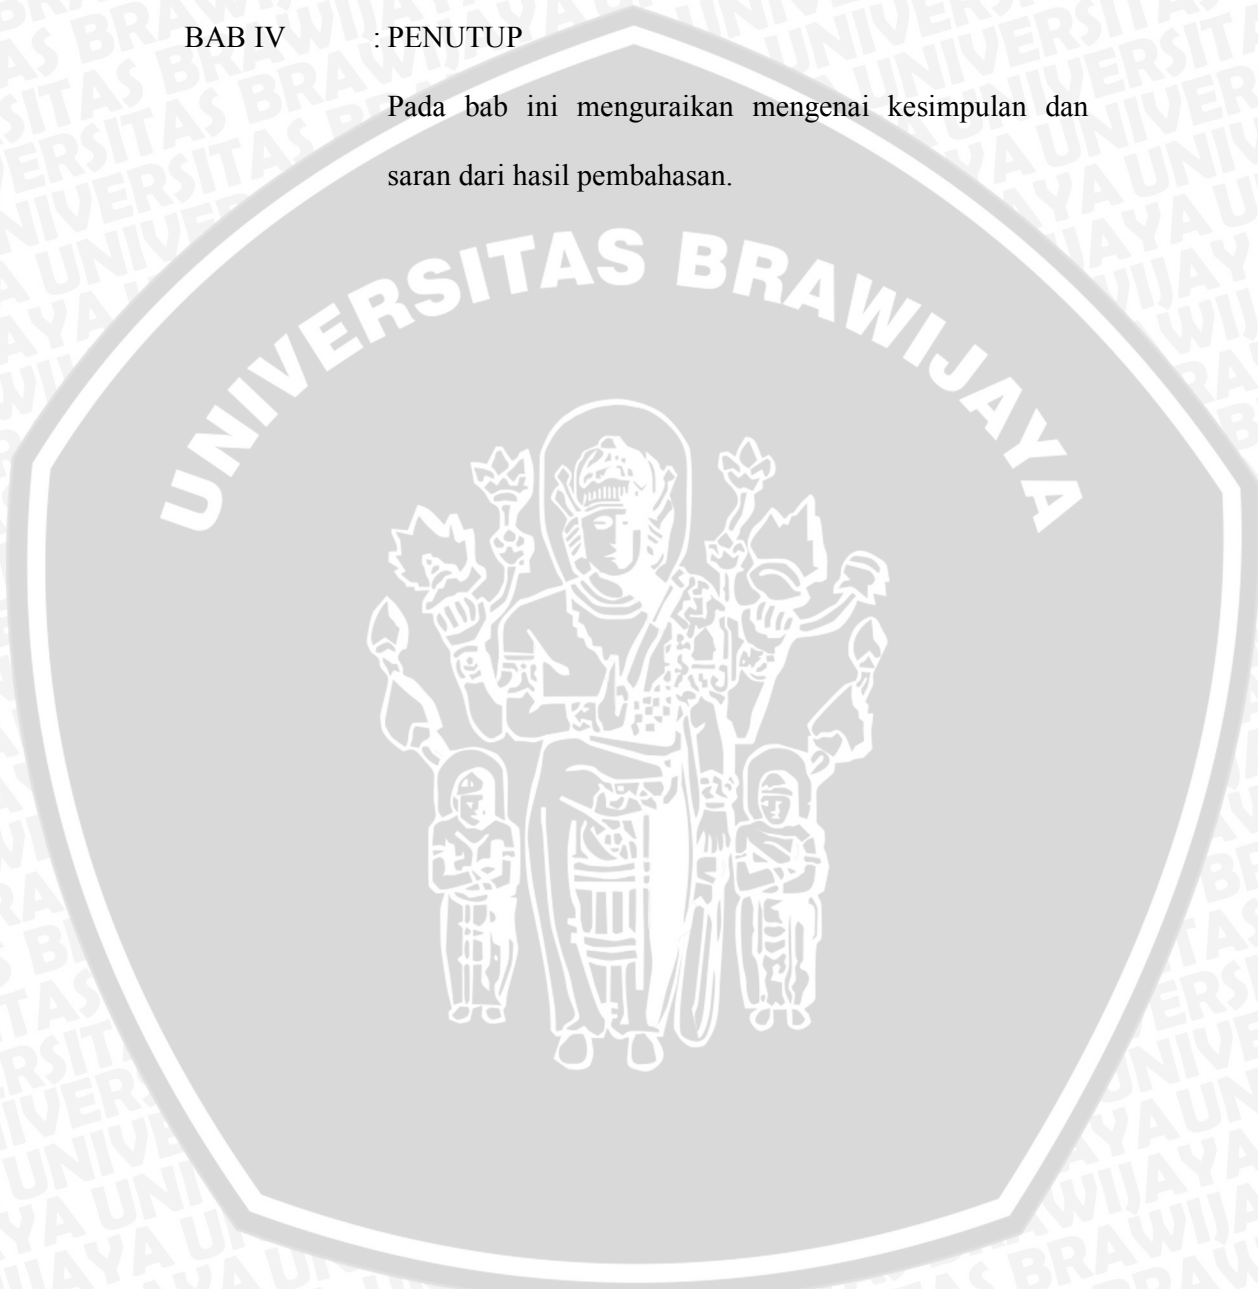 BAB IV : PENUTUP
Pada bab ini menguraikan mengenai kesimpulan dan
saran dari hasil pembahasan.
UNIVERSITAS BRAWIJAYA